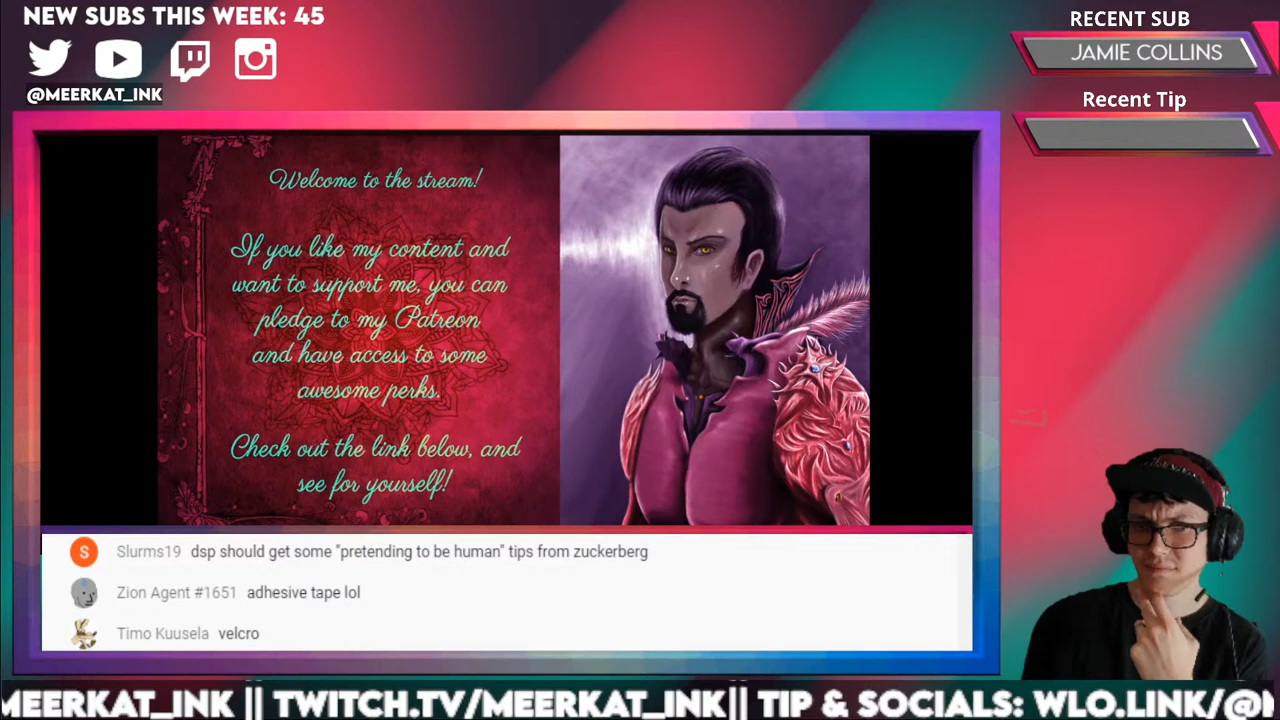 NEW SUBS THIS WEEK: 45
@MEERKAT_INK
RECENT SUB
JAMIE COLLINS
Recent Tip
Welcome to the stream!
If you like my content and
want to support me, you can
pledge to my Patreon
and have access to some
awesome perks.
Check out the link below, and
see for yourself!
S
Slurms19 dsp should get some "pretending to be human" tips from zuckerberg
Zion Agent #1651 adhesive tape lol
Timo Kuusela velcro
MEERKAT_INK || TWITCH.TV/MEERKAT_INK|| TIP & SOCIALS: WLO.LINK/@